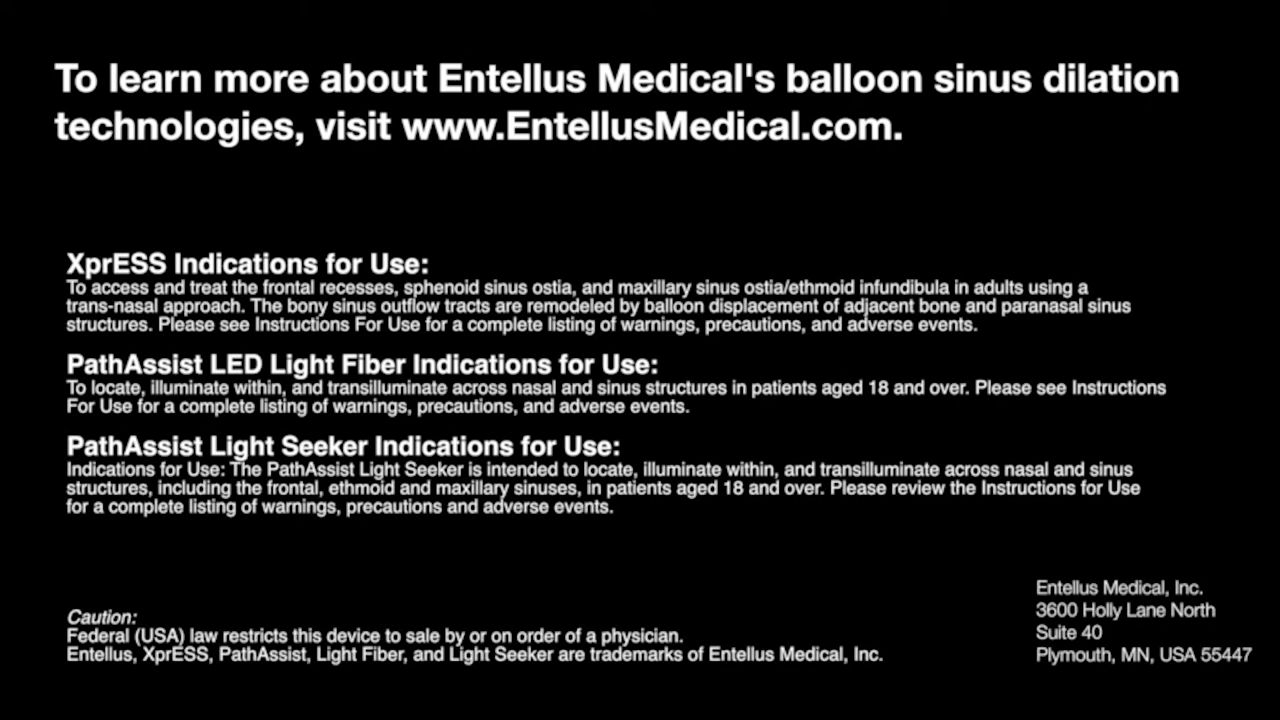 To learn more about Entellus Medical's balloon sinus dilation
technologies, visit www.EntellusMedical.com.
XprESS Indications for Use:
To access and treat the frontal recesses, sphenoid sinus ostia, and maxillary sinus ostia/ethmoid infundibula in adults using a
trans-nasal approach. The bony sinus outflow tracts are remodeled by balloon displacement of adjacent bone and paranasal sinus
structures. Please see Instructions For Use for a complete listing of warnings, precautions, and adverse events.
PathAssist LED Light Fiber Indications for Use:
To locate, illuminate within, and transilluminate across nasal and sinus structures in patients aged 18 and over. Please see Instructions
For Use for a complete listing of warnings, precautions, and adverse events.
PathAssist Light Seeker Indications for Use:
Indications for Use: The PathAssist Light Seeker is intended to locate, illuminate within, and transilluminate across nasal and sinus
structures, including the frontal, ethmoid and maxillary sinuses, in patients aged 18 and over. Please review the Instructions for Use
for a complete listing of warnings, precautions and adverse events.
Caution:
Federal (USA) law restricts this device to sale by or on order of a physician.
Entellus, XprESS, PathAssist, Light Fiber, and Light Seeker are trademarks of Entellus Medical, Inc.
Entellus Medical, Inc.
3600 Holly Lane North
Suite 40
Plymouth, MN, USA 55447